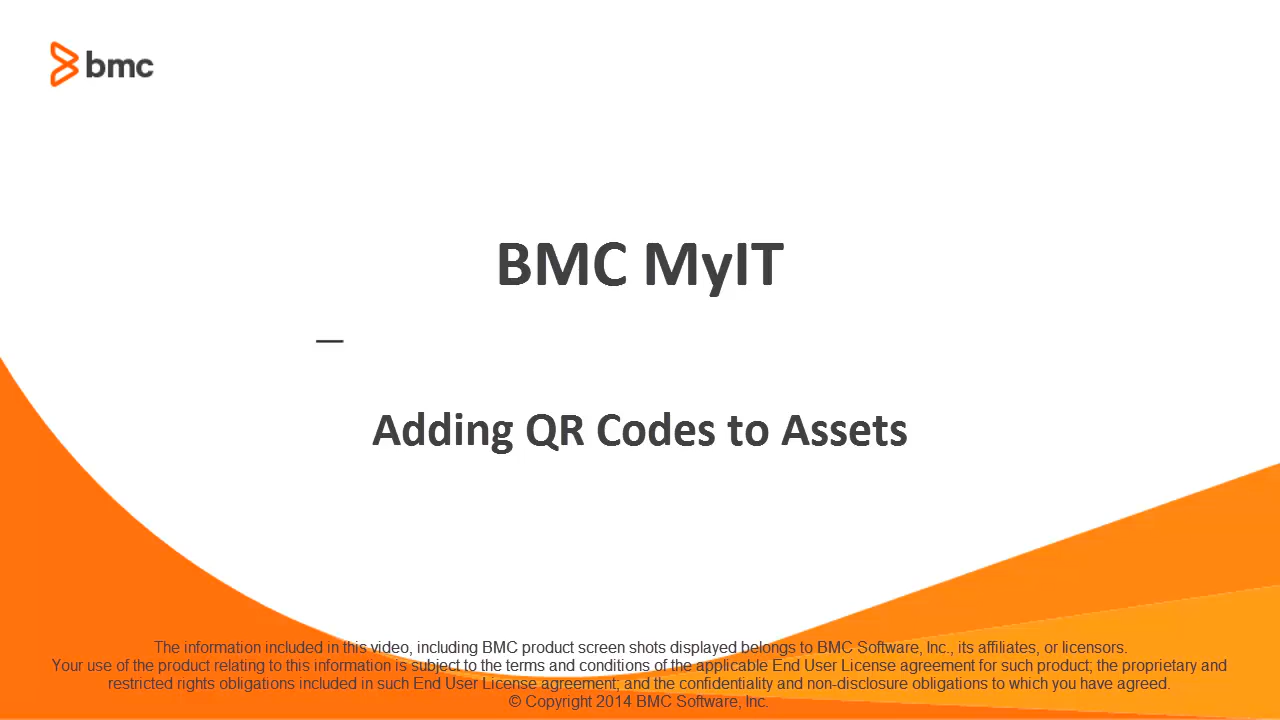 bmc
BMC MyIT
—
Adding QR Codes to Assets
The information included in this video, including BMC product screen shots displayed belongs to BMC Software, Inc., its affiliates, or licensors.
Your use of the product relating to this information is subject to the terms and conditions of the applicable End User License agreement for such product; the proprietary and
restricted rights obligations included in such End User License agreement; and the confidentiality and non-disclosure obligations to which you have agreed.
© Copyright 2014 BMC Software, Inc.